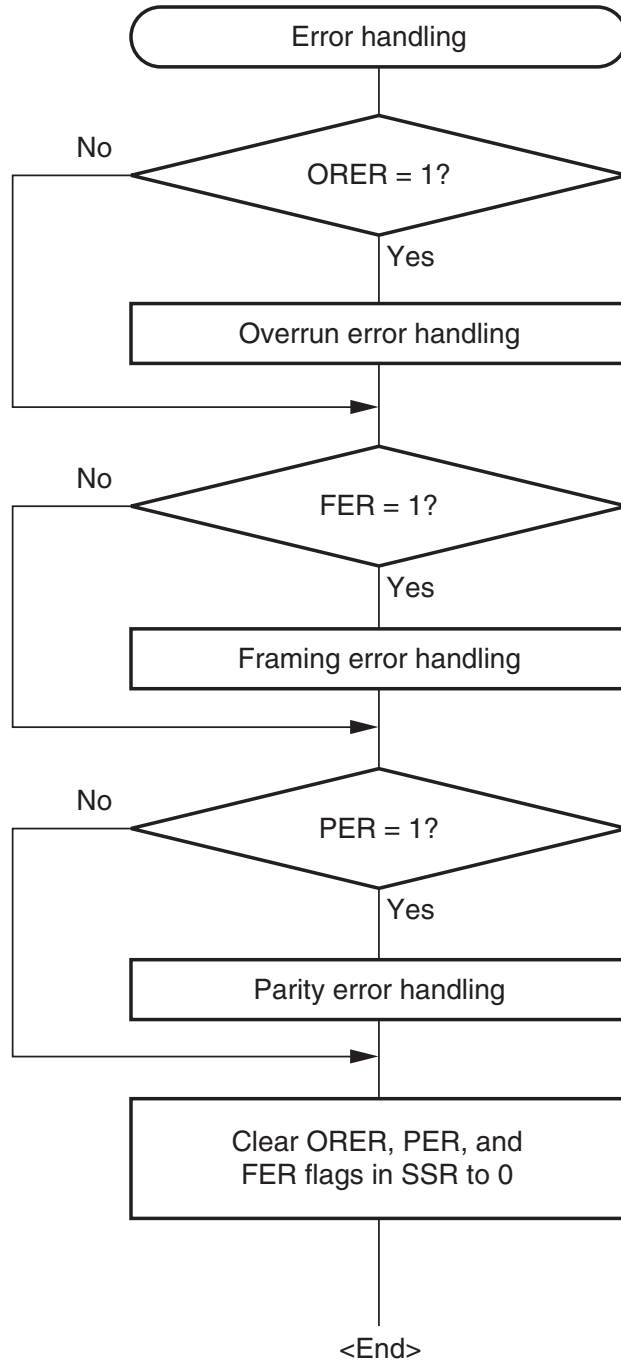 Error handling
No
ORER = 1?
Yes
Overrun error handling
No
FER = 1?
Yes
Framing error handling
No
PER = 1?
Yes
Parity error handling
Clear ORER, PER, and
FER flags in SSR to 0
<End>